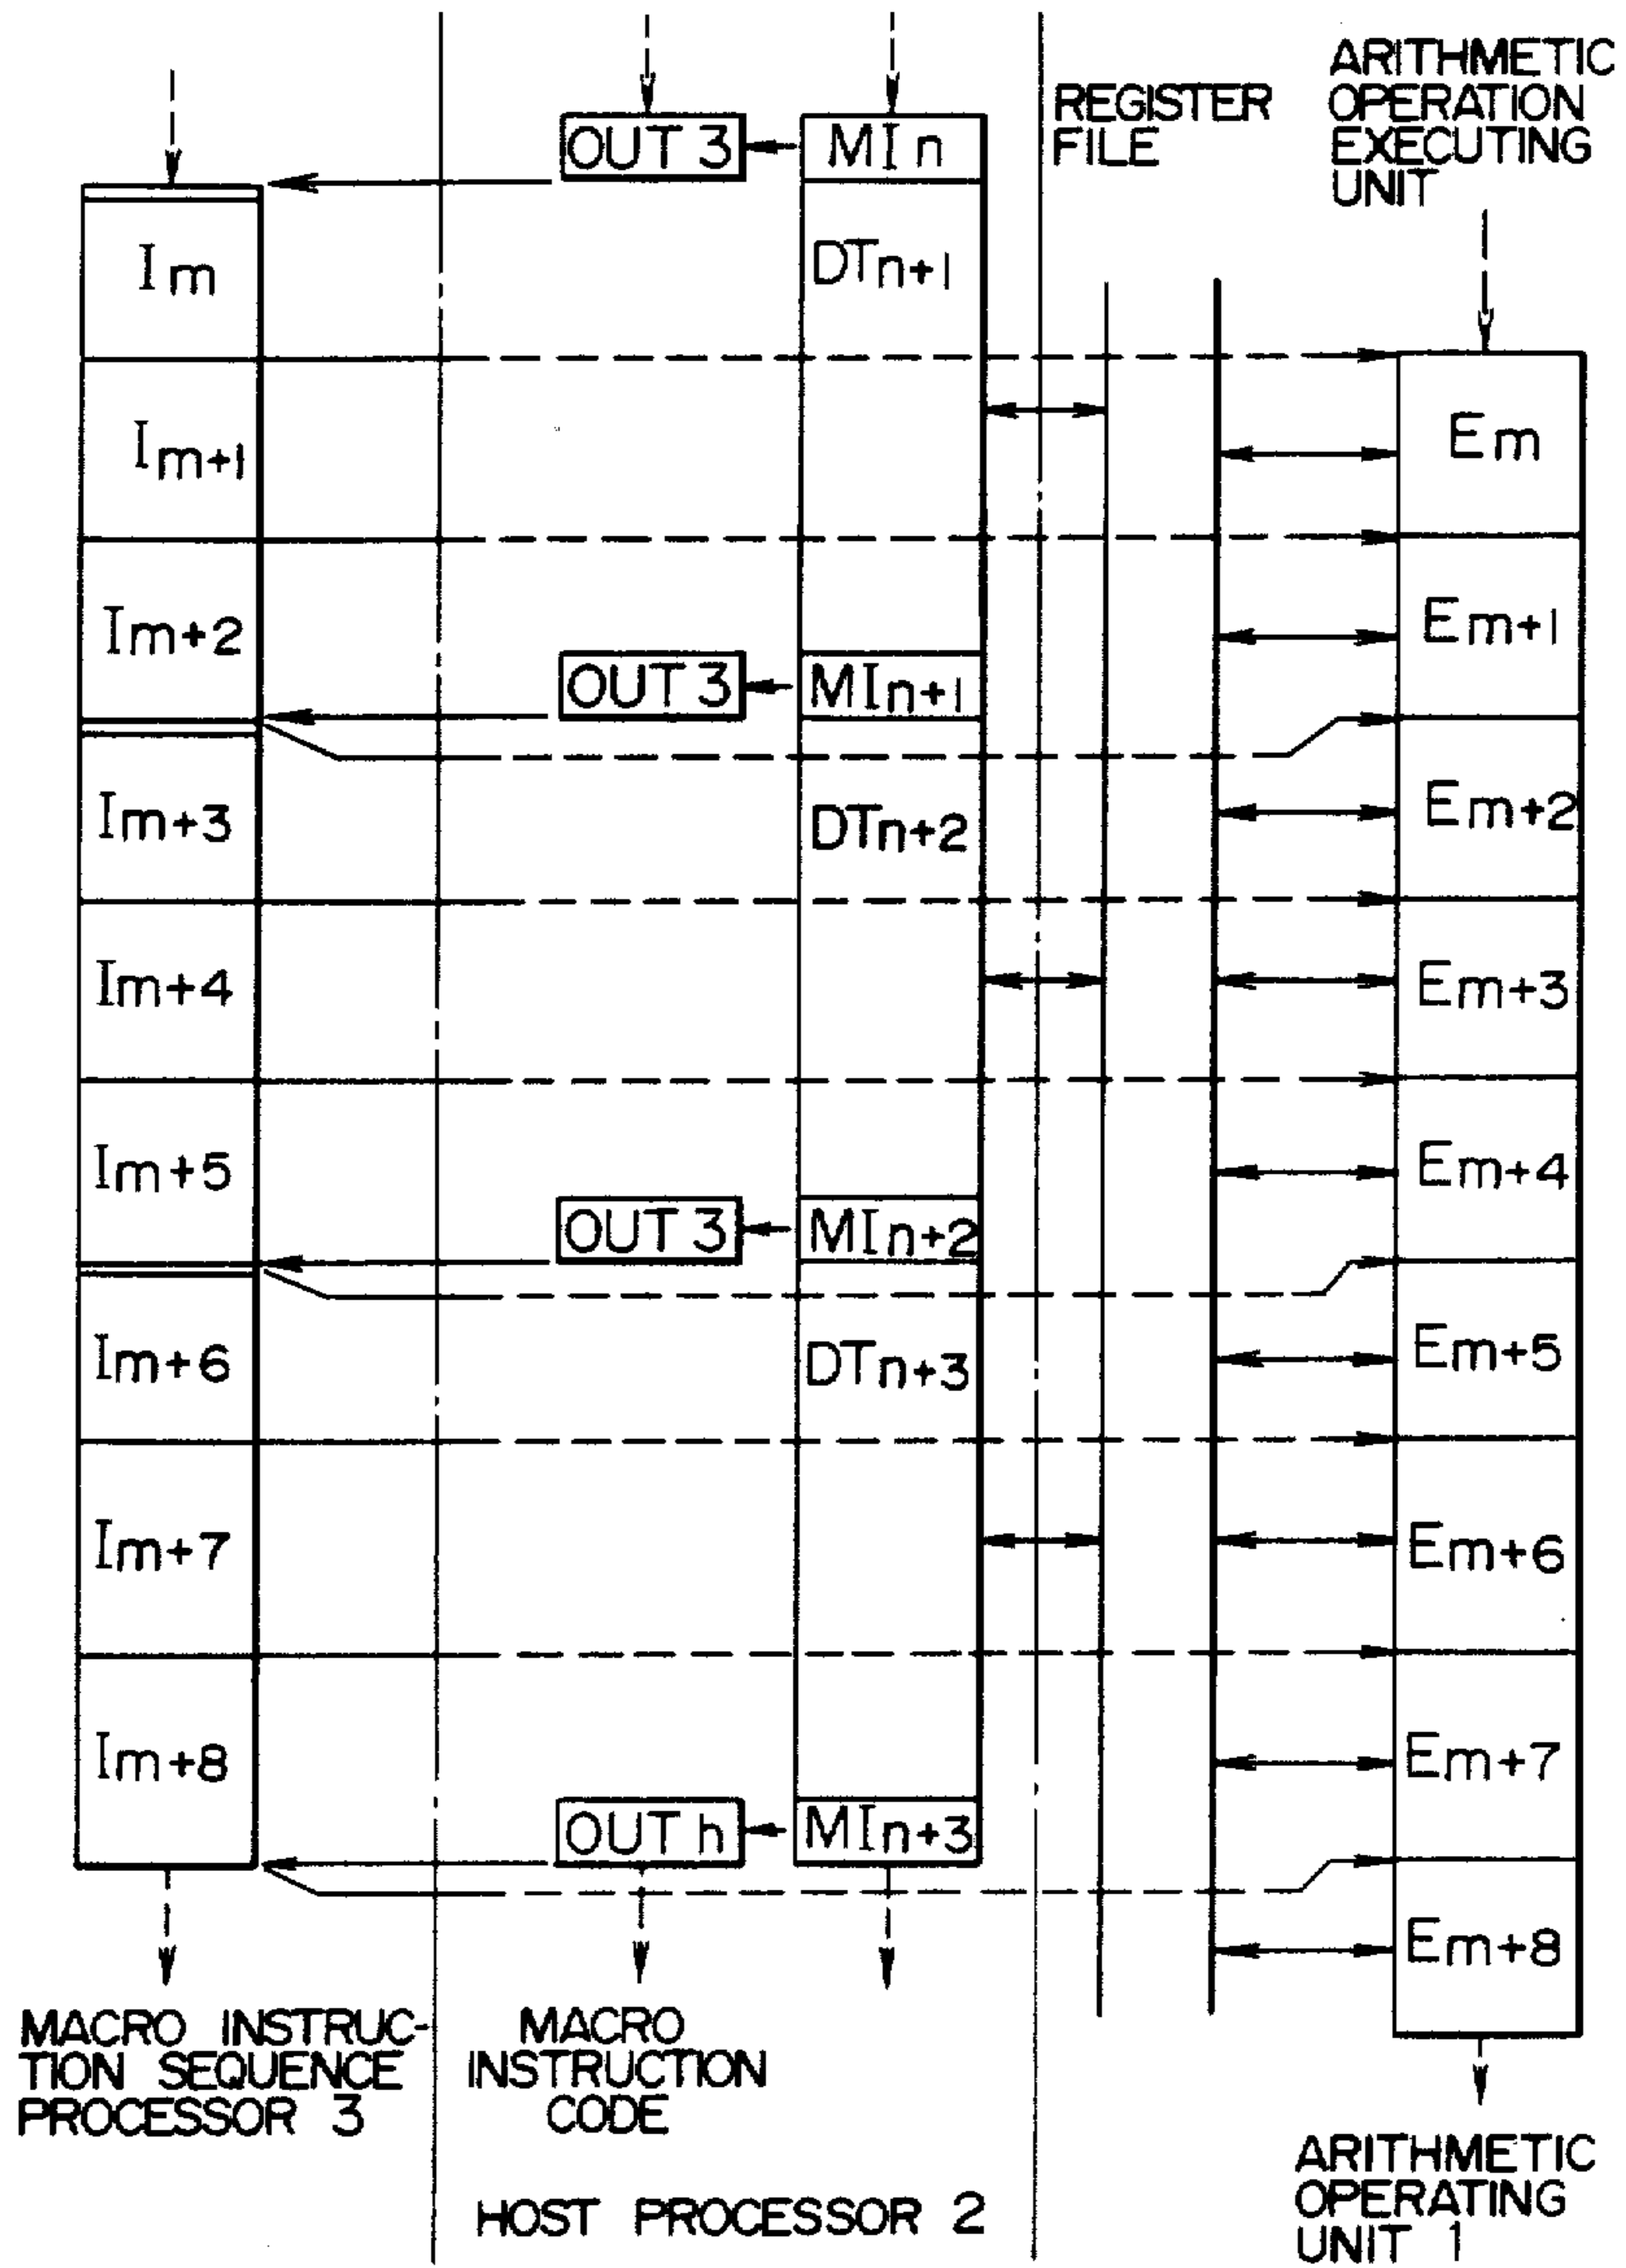 ARITHMETIC
OPERATION
EXECUTING
UNIT
REGISTER
FILE
OUT 3
MI n
Im
DTn+1
Im+1
Em
Im+2
Em+1
OUT 3
MIn+1
Im+3
DTn+2
Em+2
Im+4
Em+3
Im+5
Em+4
OUT 3
MIn+2
Im+6
DTn+3
Em+5
Im+7
Em+6
Im+8
Em+7
OUT h
MIn+3
Em+8
MACRO INSTRUC-
TION SEQUENCE
PROCESSOR 3
MACRO
INSTRUCTION
CODE
HOST PROCESSOR 2
ARITHMETIC
OPERATING
UNIT 1